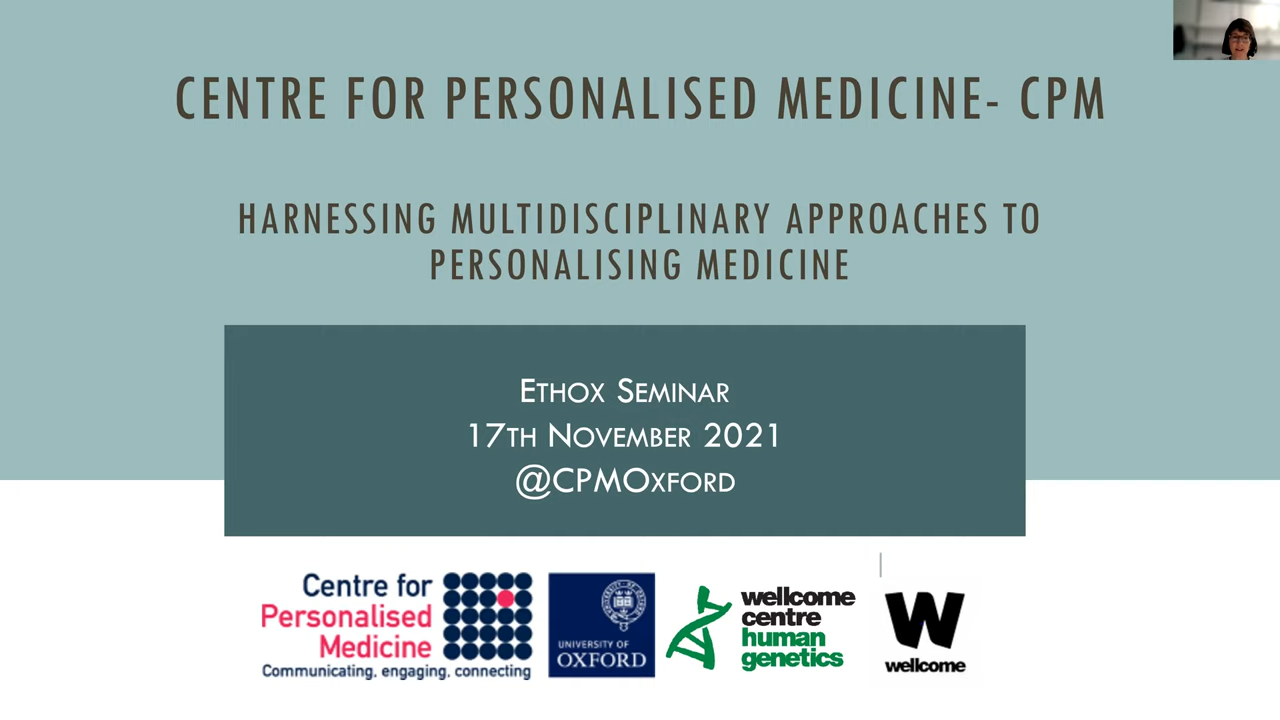 CENTRE FOR PERSONALISED MEDICINE- CPM
HARNESSING MULTIDISCIPLINARY APPROACHES TO
PERSONALISING MEDICINE
ETHOX SEMINAR
17TH NOVEMBER 2021
@CPMOXFORD
Centre for
Personalised
Medicine
Communicating, engaging, connecting
UNIVERSITY OF
OXFORD
wellcome
centre
human
genetics
W
wellcome